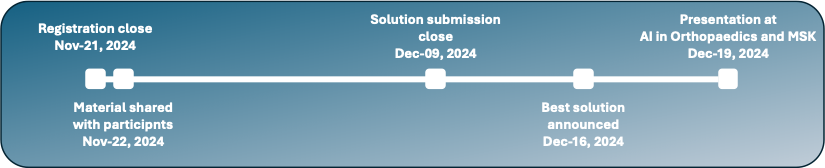 Registration close
Nov-21, 2024
Material shared
with particpnts
Nov-22, 2024
Solution submission
close
Dec-09, 2024
Best solution
announced
Dec-16, 2024
Presentation at
AI in Orthopaedics and MSK
Dec-19, 2024